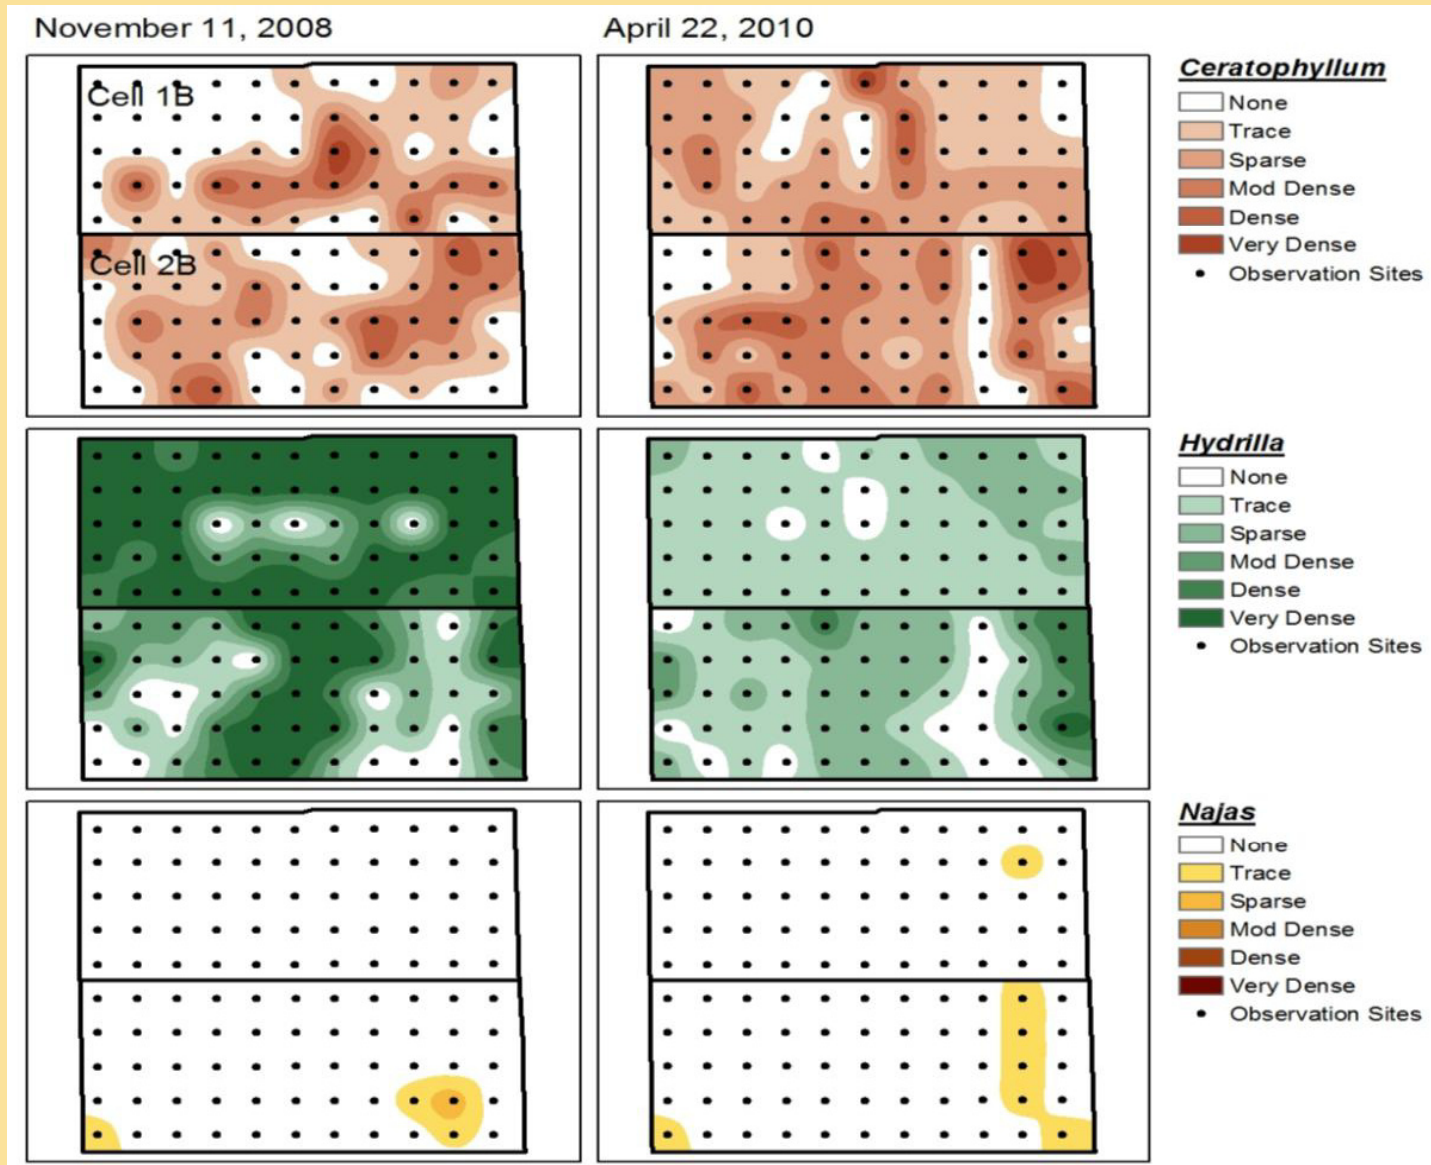 November 11, 2008
April 22, 2010
Cell 1B
Cell 2B
Ceratophyllum
None
Trace
Sparse
Mod Dense
Dense
Very Dense
Observation Sites
Hydrilla
None
Trace
Sparse
Mod Dense
Dense
Very Dense
Observation Sites
Najas
None
Trace
Sparse
Mod Dense
Dense
Very Dense
Observation Sites